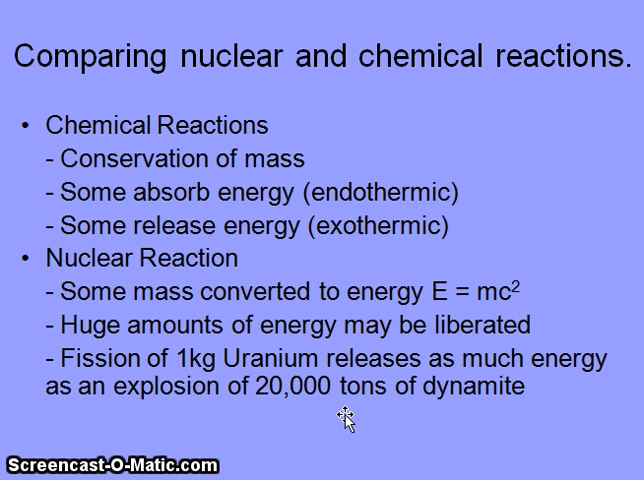 Comparing nuclear and chemical reactions.
• Chemical Reactions
- Conservation of mass
- Some absorb energy (endothermic)
- Some release energy (exothermic)
• Nuclear Reaction
- Some mass converted to energy E = mc²
- Huge amounts of energy may be liberated
- Fission of 1kg Uranium releases as much energy
as an explosion of 20,000 tons of dynamite
Screencast-O-Matic.com